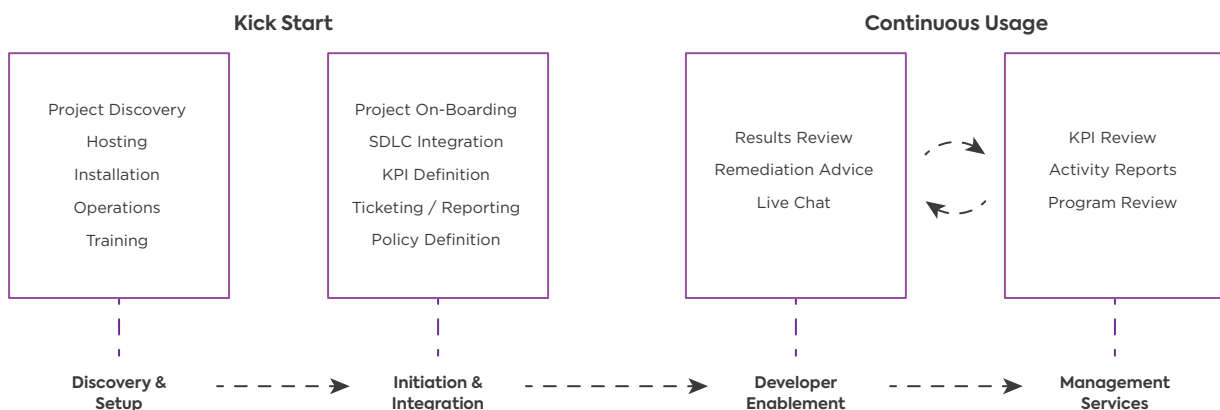 Kick Start
Continuous Usage
Project Discovery
Hosting
Installation
Operations
Training
Project On-Boarding
SDLC Integration
KPI Definition
Ticketing / Reporting
Policy Definition
Results Review
Remediation Advice
Live Chat
KPI Review
Activity Reports
Program Review
Discovery &
Setup
Initiation &
Integration
Developer
Enablement
Management
Services